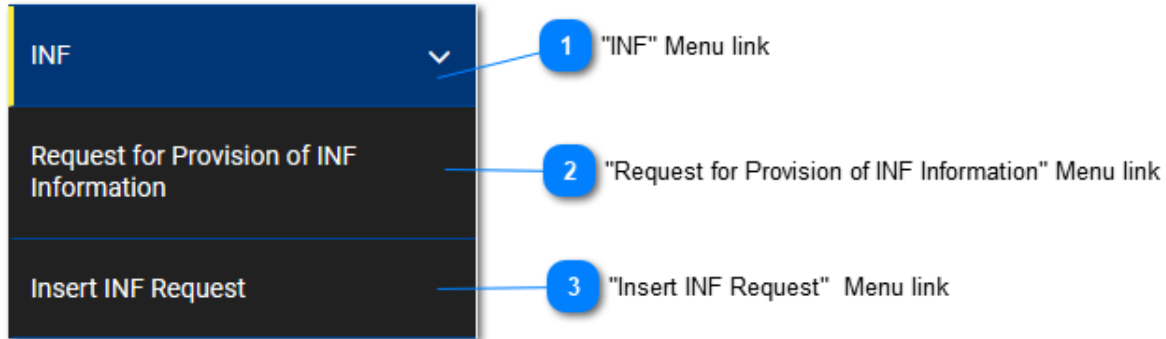 INF
1 "INF" Menu link
Request for Provision of INF
Information
2 "Request for Provision of INF Information" Menu link
Insert INF Request
3 "Insert INF Request"  Menu link